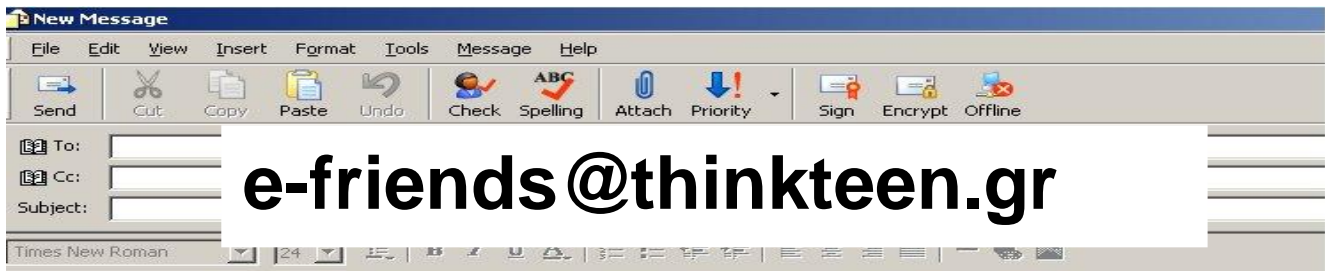 New Message
File Edit View Insert Format Tools Message Help
Send Cut Copy Paste Undo Check ABC Spelling Attach Priority Sign Encrypt Offline
To:
Cc:
Subject:
e-friends@thinkteen.gr
Times New Roman 24 B I U A